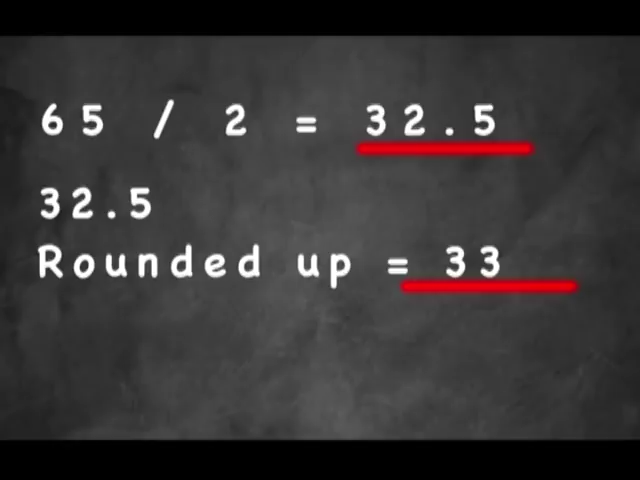 65 / 2 = 32.5
32.5
Rounded up = 33